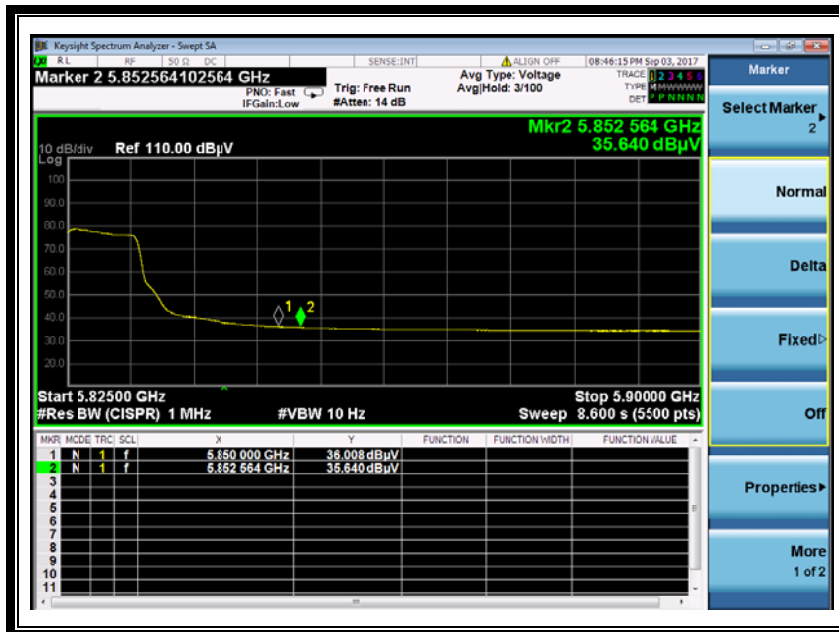 Keysight Spectrum Analyzer - Swept SA
RL RF 50 Ω DC SENSE:INT ALIGN OFF 08:46:15 PM Sep 03, 2017
Marker 2 5.852564102564 GHz
PNO: Fast
IFGain:Low
Trig: Free Run
#Atten: 14 dB
Avg Type: Voltage
Avg|Hold: 3/100
TRACE 1 2 3 4 5 6
TYPE M WWWWW
DET P P N N N N
Mkr2 5.852 564 GHz
35.640 dBµV
10 dB/div Ref 110.00 dBµV
Log
100
90.0
80.0
70.0
60.0
50.0
40.0
30.0
20.0
1 2
Start 5.82500 GHz Stop 5.90000 GHz
#Res BW (CISPR) 1 MHz #VBW 10 Hz Sweep 8.600 s (5500 pts)
MKR MODE TRC SCL X Y FUNCTION FUNCTION WIDTH FUNCTION VALUE
1 N 1 f 5.850 000 GHz 36.008 dBµV
2 N 1 f 5.852 564 GHz 35.640 dBµV
3
4
5
6
7
8
9
10
11
Marker
Select Marker
2
Normal
Delta
Fixed
Off
Properties
More
1 of 2